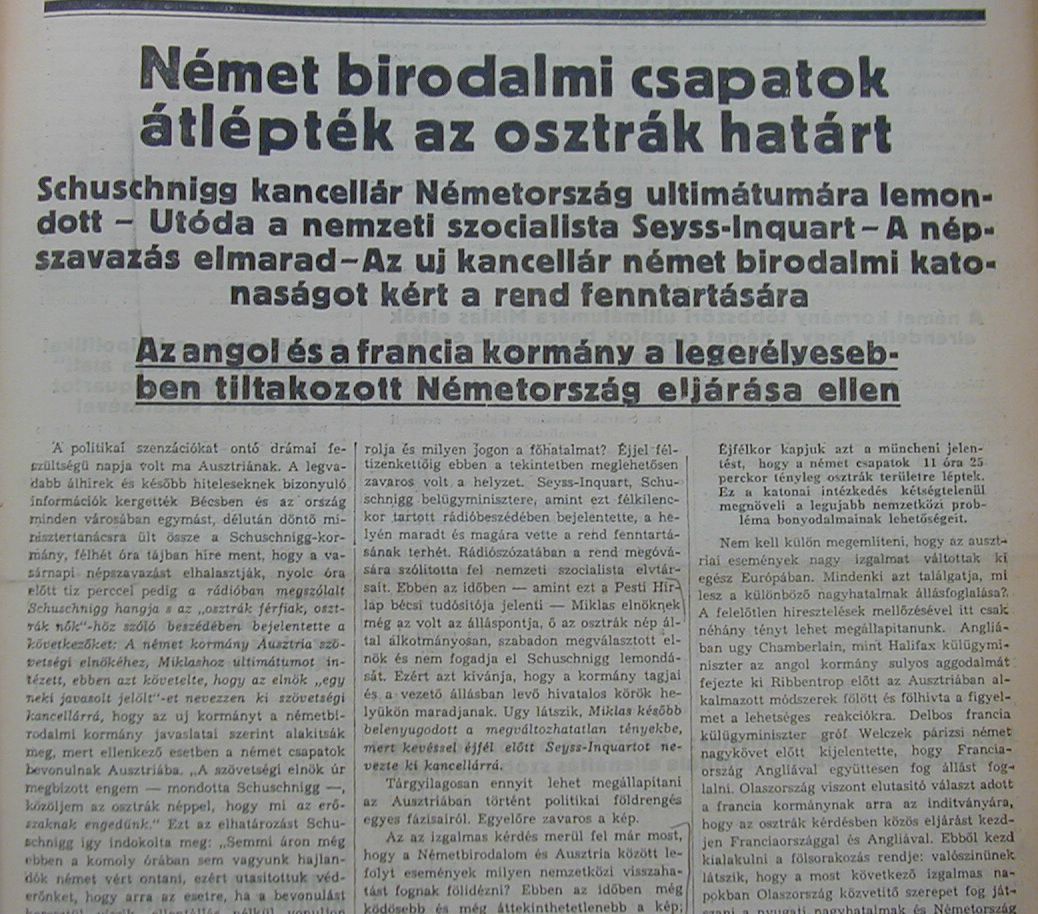 Német birodalmi csapatok
átlépték az osztrák határt
Schuschnigg kancellár Németország ultimátumára lemon-
dott – Utóda a nemzeti szocialista Seyss-Inquart – A nép-
szavazás elmarad – Az uj kancellár német birodalmi kato-
naságot kért a rend fenntartására
Az angol és a francia kormány a legerélyeseb-
ben tiltakozott Németország eljárása ellen
A politikai szenzációkat ontó drámai fe-
szültségü napja volt ma Ausztriának. A legva-
dabb álhirek és később hiteleseknek bizonyuló
információk kergették Bécsben és az ország
minden városában egymást, délután döntő mi-
nisztertanácsra ült össze a Schuschnigg-kor-
mány, félhét óra tájban hire ment, hogy a va-
sárnapi népszavazást elhalasztják, nyolc óra
előtt tiz perccel pedig a rádióban megszólalt
Schuschnigg hangja s az „osztrák férfiak, oszt-
rák nők"-höz szóló beszédében bejelentette a
következőket: A német kormány Ausztria szö-
vetségi elnökéhez, Miklashoz ultimátumot in-
tézett, ebben azt követelte, hogy az elnök „egy
neki javasolt jelölt"-et nevezzen ki szövetségi
kancellárrá, hogy az uj kormányt a németbi-
rodalmi kormány javaslatai szerint alakitsák
meg, mert ellenkező esetben a német csapatok
bevonulnak Ausztriába. „A szövetségi elnök úr
megbizott engem — mondotta Schuschnigg —,
közöljem az osztrák néppel, hogy mi az erő-
szaknak engedünk." Ezt az elhatározást Schu-
schnigg igy indokolta meg: „Semmi áron még
ebben a komoly órában sem vagyunk hajlan-
dók német vért ontani, ezért utasitottuk véd-
erőnket, hogy arra az esetre, ha a bevonulást
rolja és milyen jogon a főhatalmat? Éjjel fél-
tizenkettőig ebben a tekintetben meglehetősen
zavaros volt a helyzet. Seyss-Inquart, Schu-
schnigg belügyminisztere, amint ezt félkilenc-
kor tartott rádióbeszédében bejelentette, a he-
lyén maradt és magára vette a rend fenntartá-
sának terhét. Rádiószózatában a rend megóvá-
sára szólitotta fel nemzeti szocialista elvtár-
sait. Ebben az időben — amint ezt a Pesti Hir-
lap bécsi tudósitója jelenti — Miklas elnöknek
még az volt az álláspontja, ő az osztrák nép ál-
tal alkotmányosan, szabadon megválasztott el-
nök és nem fogadja el Schuschnigg lemondá-
sát. Ezért azt kivánja, hogy a kormány tagjai
és a vezető állásban levő hivatalos körök he-
lyükön maradjanak. Ugy látszik, Miklas később
belenyugodott a megváltozhatatlan tényekbe,
mert kevéssel éjfél előtt Seyss-Inquartot ne-
vezte ki kancellárrá.
Tárgyilagosan ennyit lehet megállapitani
az Ausztriában történt politikai földrengés
egyes fázisairól. Egyelőre zavaros a kép.
Az az izgalmas kérdés merül fel már most,
hogy a Németbirodalom és Ausztria között le-
folyt események milyen nemzetközi visszaha-
tást fognak fölidézni? Ebben az időben még
ködösebb és még áttekinthetetlenebb a kép;
Éjfélkor kapjuk azt a müncheni jelen-
tést, hogy a német csapatok 11 óra 25
perckor tényleg osztrák területre léptek.
Ez a katonai intézkedés kétségtelenül
megnöveli a legujabb nemzetközi prob-
léma bonyodalmainak lehetőségeit.
Nem kell külön megemliteni, hogy az auszt-
riai események nagy izgalmat váltottak ki
egész Európában. Mindenki azt találgatja, mi
lesz a különböző nagyhatalmak állásfoglalása?
A felelőtlen hiresztelések mellőzésével itt csak
néhány tényt lehet megállapitanunk. Angliá-
ban ugy Chamberlain, mint Halifax külügymi-
niszter az angol kormány sulyos aggodalmát
fejezte ki Ribbentrop előtt az Ausztriában al-
kalmazott módszerek fölött és fölhivta a figyel-
met a lehetséges reakciókra. Delbos francia
külügyminiszter gróf Welczek párizsi német
nagykövet előtt kijelentette, hogy Francia-
ország Angliával együttesen fog állást fog-
lalni. Olaszország viszont elutasitó választ adott
a francia kormánynak arra az inditványára,
hogy az osztrák kérdésben közös eljárást kezd-
jen Franciaországgal és Angliával. Ebből kezd
kialakulni a fölsorakozás rendje: valószinünek
látszik, hogy a most következő izgalmas na-
pokban Olaszország közvetitő szerepet fog ját-
szani a nyugati nagyhatalmak és Németország